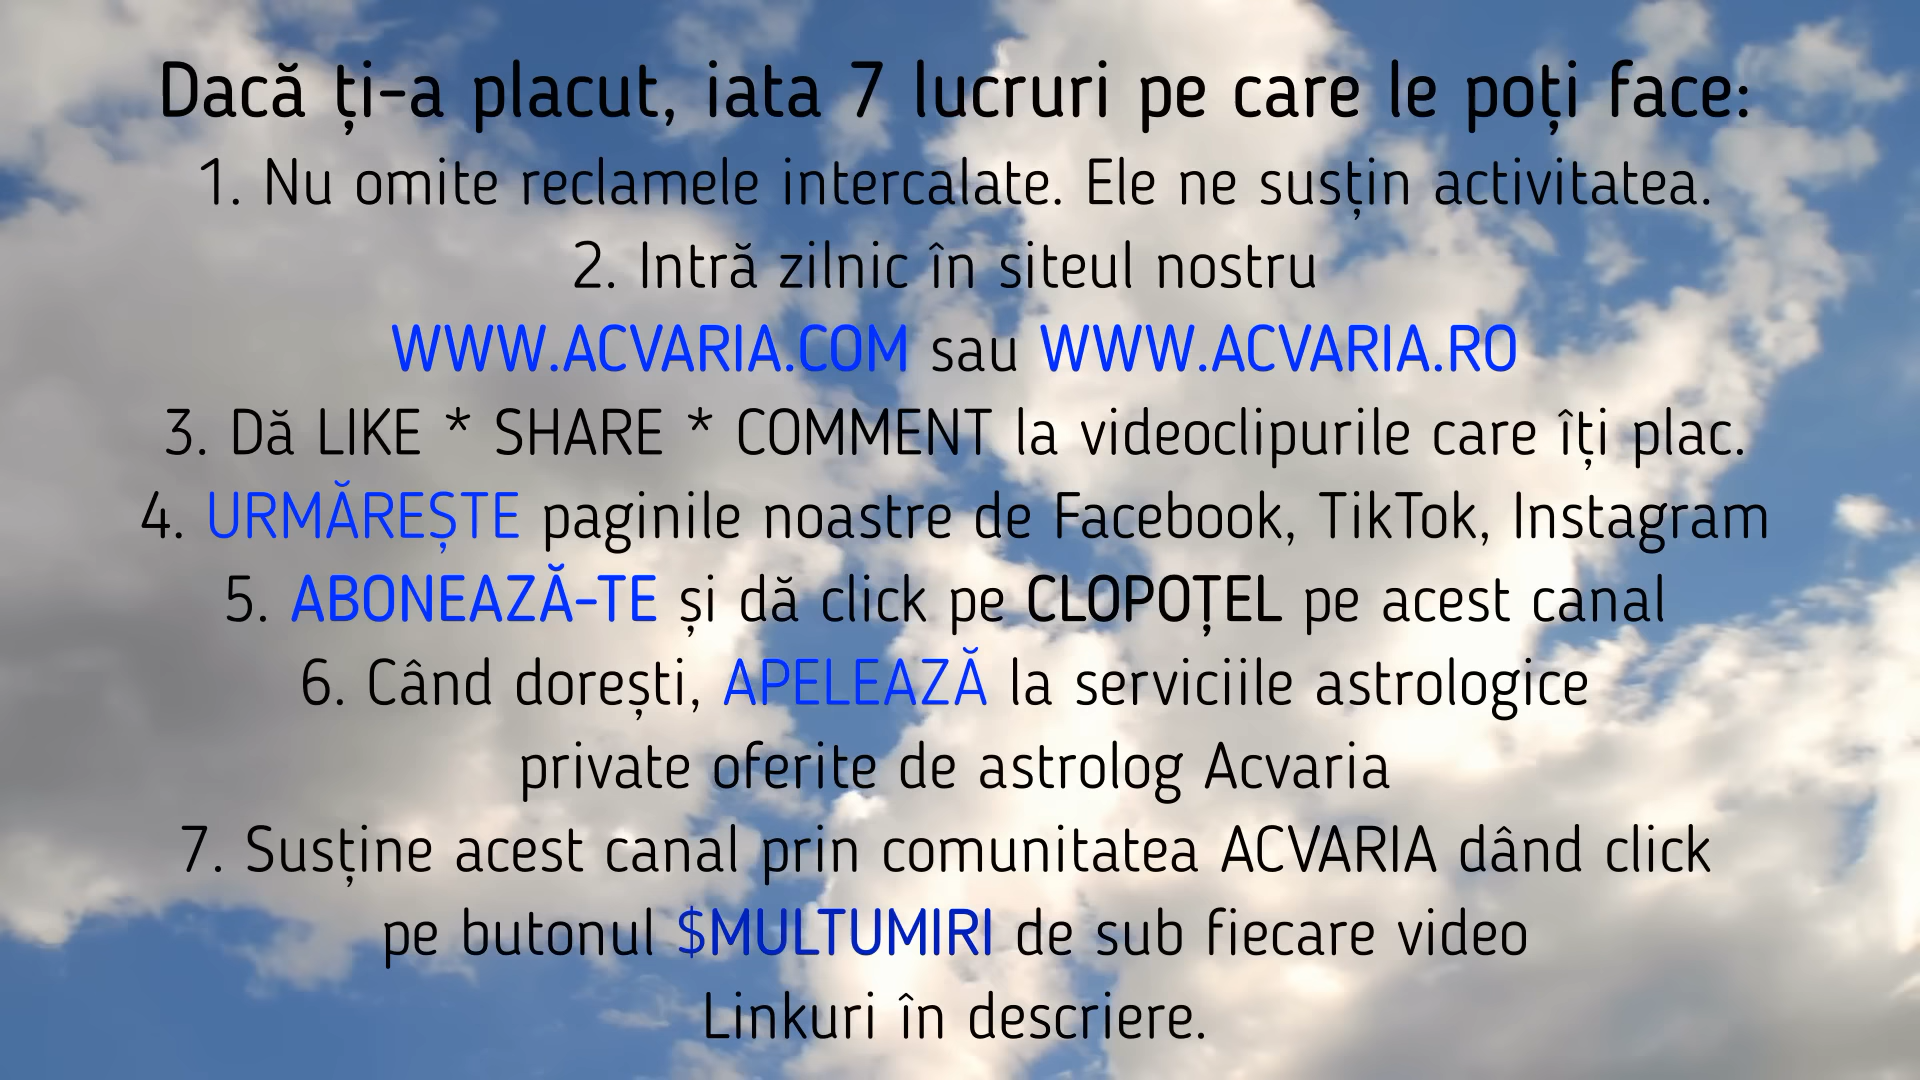 Dacă ți-a placut, iata 7 lucruri pe care le poți face:
1. Nu omite reclamele intercalate. Ele ne susțin activitatea.
2. Intră zilnic în siteul nostru
WWW.ACVARIA.COM sau WWW.ACVARIA.RO
3. Dă LIKE * SHARE * COMMENT la videoclipurile care îți plac.
4. URMĂREȘTE paginile noastre de Facebook, TikTok, Instagram
5. ABONEAZĂ-TE și dă click pe CLOPOȚEL pe acest canal
6. Când dorești, APELEAZĂ la serviciile astrologice
private oferite de astrolog Acvaria
7. Susține acest canal prin comunitatea ACVARIA dând click
pe butonul $MULTUMIRI de sub fiecare video
Linkuri în descriere.